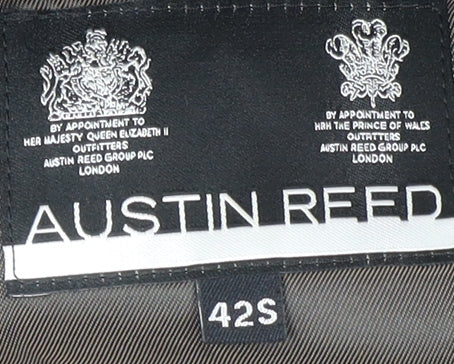 BY APPOINTMENT TO
HER MAJESTY QUEEN ELIZABETH II
OUTFITTERS
AUSTIN REED GROUP PLC
LONDON
BY APPOINTMENT TO
HRH THE PRINCE OF WALES
OUTFITTERS
AUSTIN REED GROUP PLC
LONDON
AUSTIN REED
42S